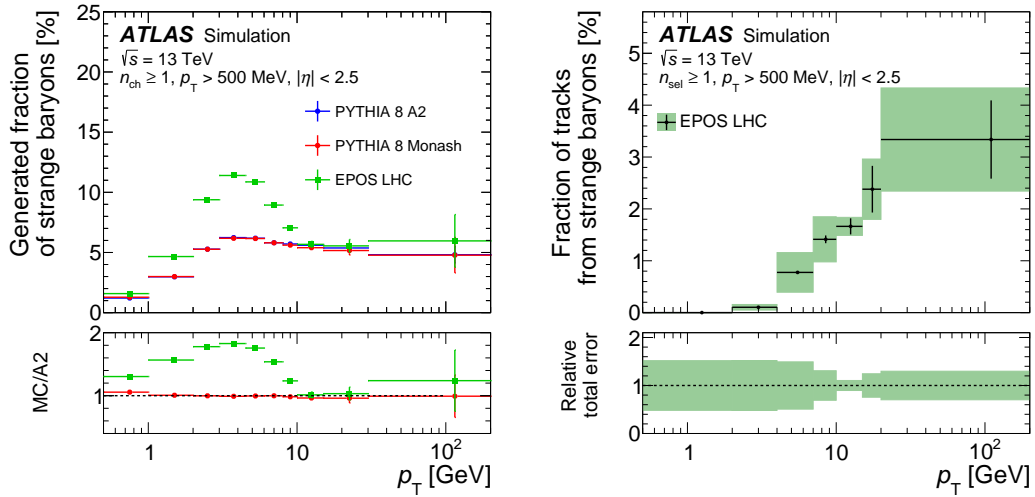 Generated fraction
of strange baryons [%]
25
20
15
10
5
0
ATLAS Simulation
√s = 13 TeV
n_ch ≥ 1, p_T > 500 MeV, |η| < 2.5
PYTHIA 8 A2
PYTHIA 8 Monash
EPOS LHC
MC/A2
2
1
0
1
10
10²
p_T [GeV]
Fraction of tracks
from strange baryons [%]
5
4
3
2
1
0
ATLAS Simulation
√s = 13 TeV
n_sel ≥ 1, p_T > 500 MeV, |η| < 2.5
EPOS LHC
Relative
total error
2
1
0
1
10
10²
p_T [GeV]